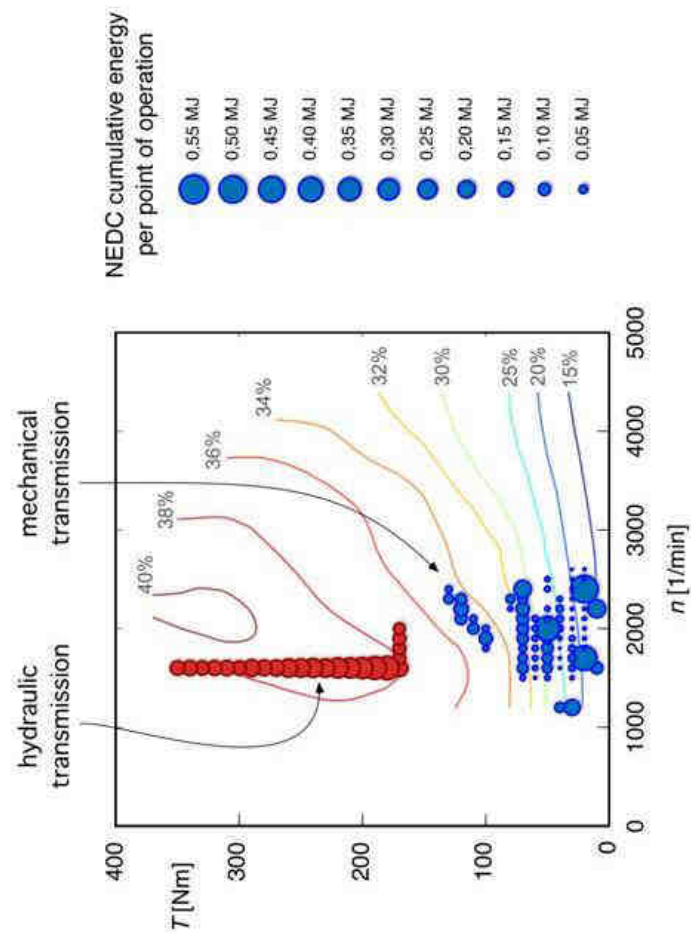 hydraulic
transmission
mechanical
transmission
NEDC cumulative energy
per point of operation
0,55 MJ
0,50 MJ
0,45 MJ
0,40 MJ
0,35 MJ
0,30 MJ
0,25 MJ
0,20 MJ
0,15 MJ
0,10 MJ
0,05 MJ
T [Nm]
400
300
200
100
0
40%
38%
36%
34%
32%
30%
25%
20%
15%
0
1000
2000
3000
4000
5000
n [1/min]